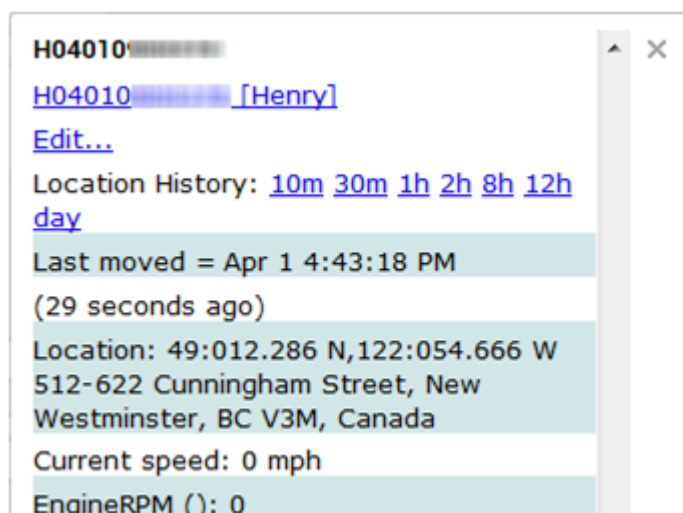 H04010
H04010 [Henry]
Edit...
Location History: 10m 30m 1h 2h 8h 12h
day
Last moved = Apr 1 4:43:18 PM
(29 seconds ago)
Location: 49:012.286 N,122:054.666 W
512-622 Cunningham Street, New
Westminster, BC V3M, Canada
Current speed: 0 mph
EngineRPM (): 0